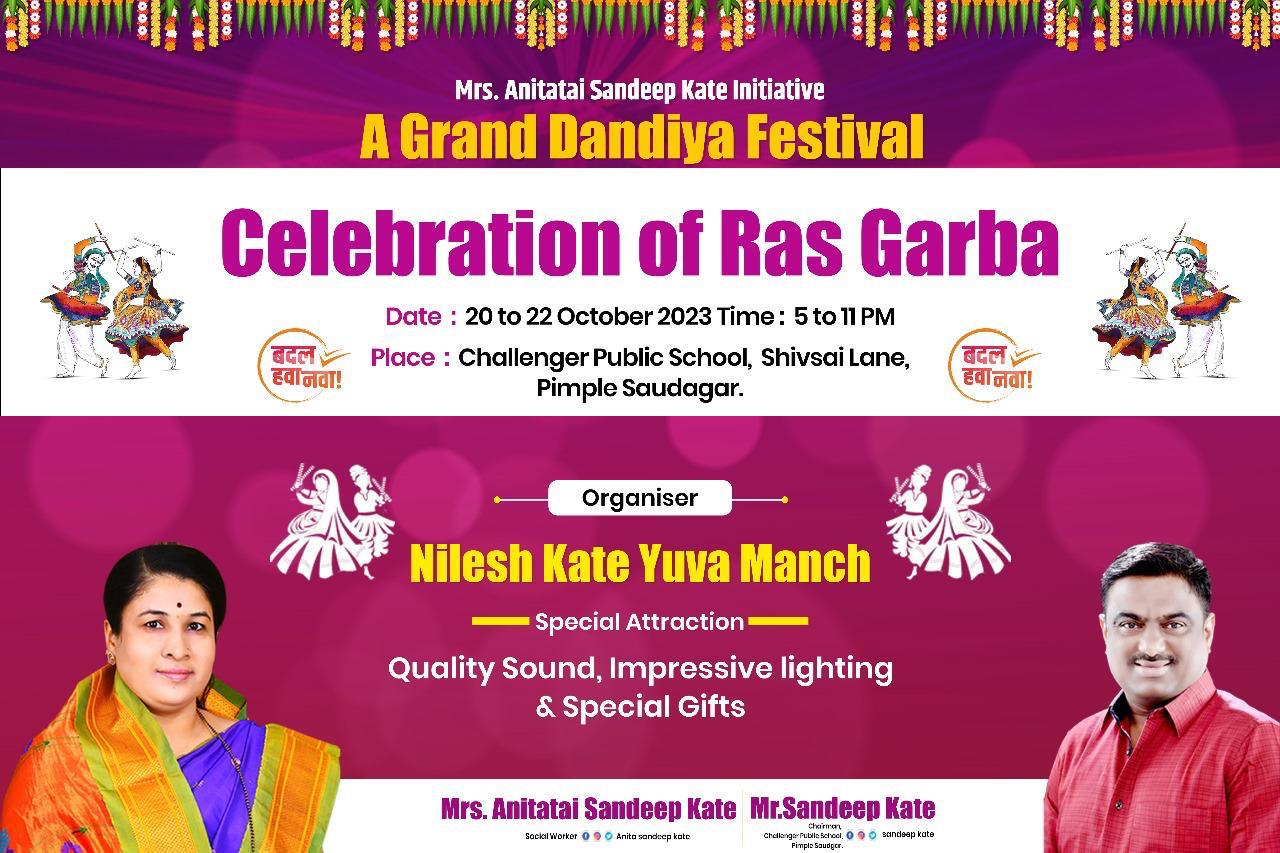 Mrs. Anitatai Sandeep Kate Initiative
A Grand Dandiya Festival
Celebration of Ras Garba
Date : 20 to 22 October 2023 Time : 5 to 11 PM
Place : Challenger Public School, Shivsai Lane,
Pimple Saudagar.
बदल
हवा नवा!
बदल
हवा नवा!
Organiser
Nilesh Kate Yuva Manch
Special Attraction
Quality Sound, Impressive lighting
& Special Gifts
Mrs. Anitatai Sandeep Kate
Social Worker Anita sandeep kate
Mr.Sandeep Kate
Chairman,
Challenger Public School, sandeep kate
Pimple Saudgar.